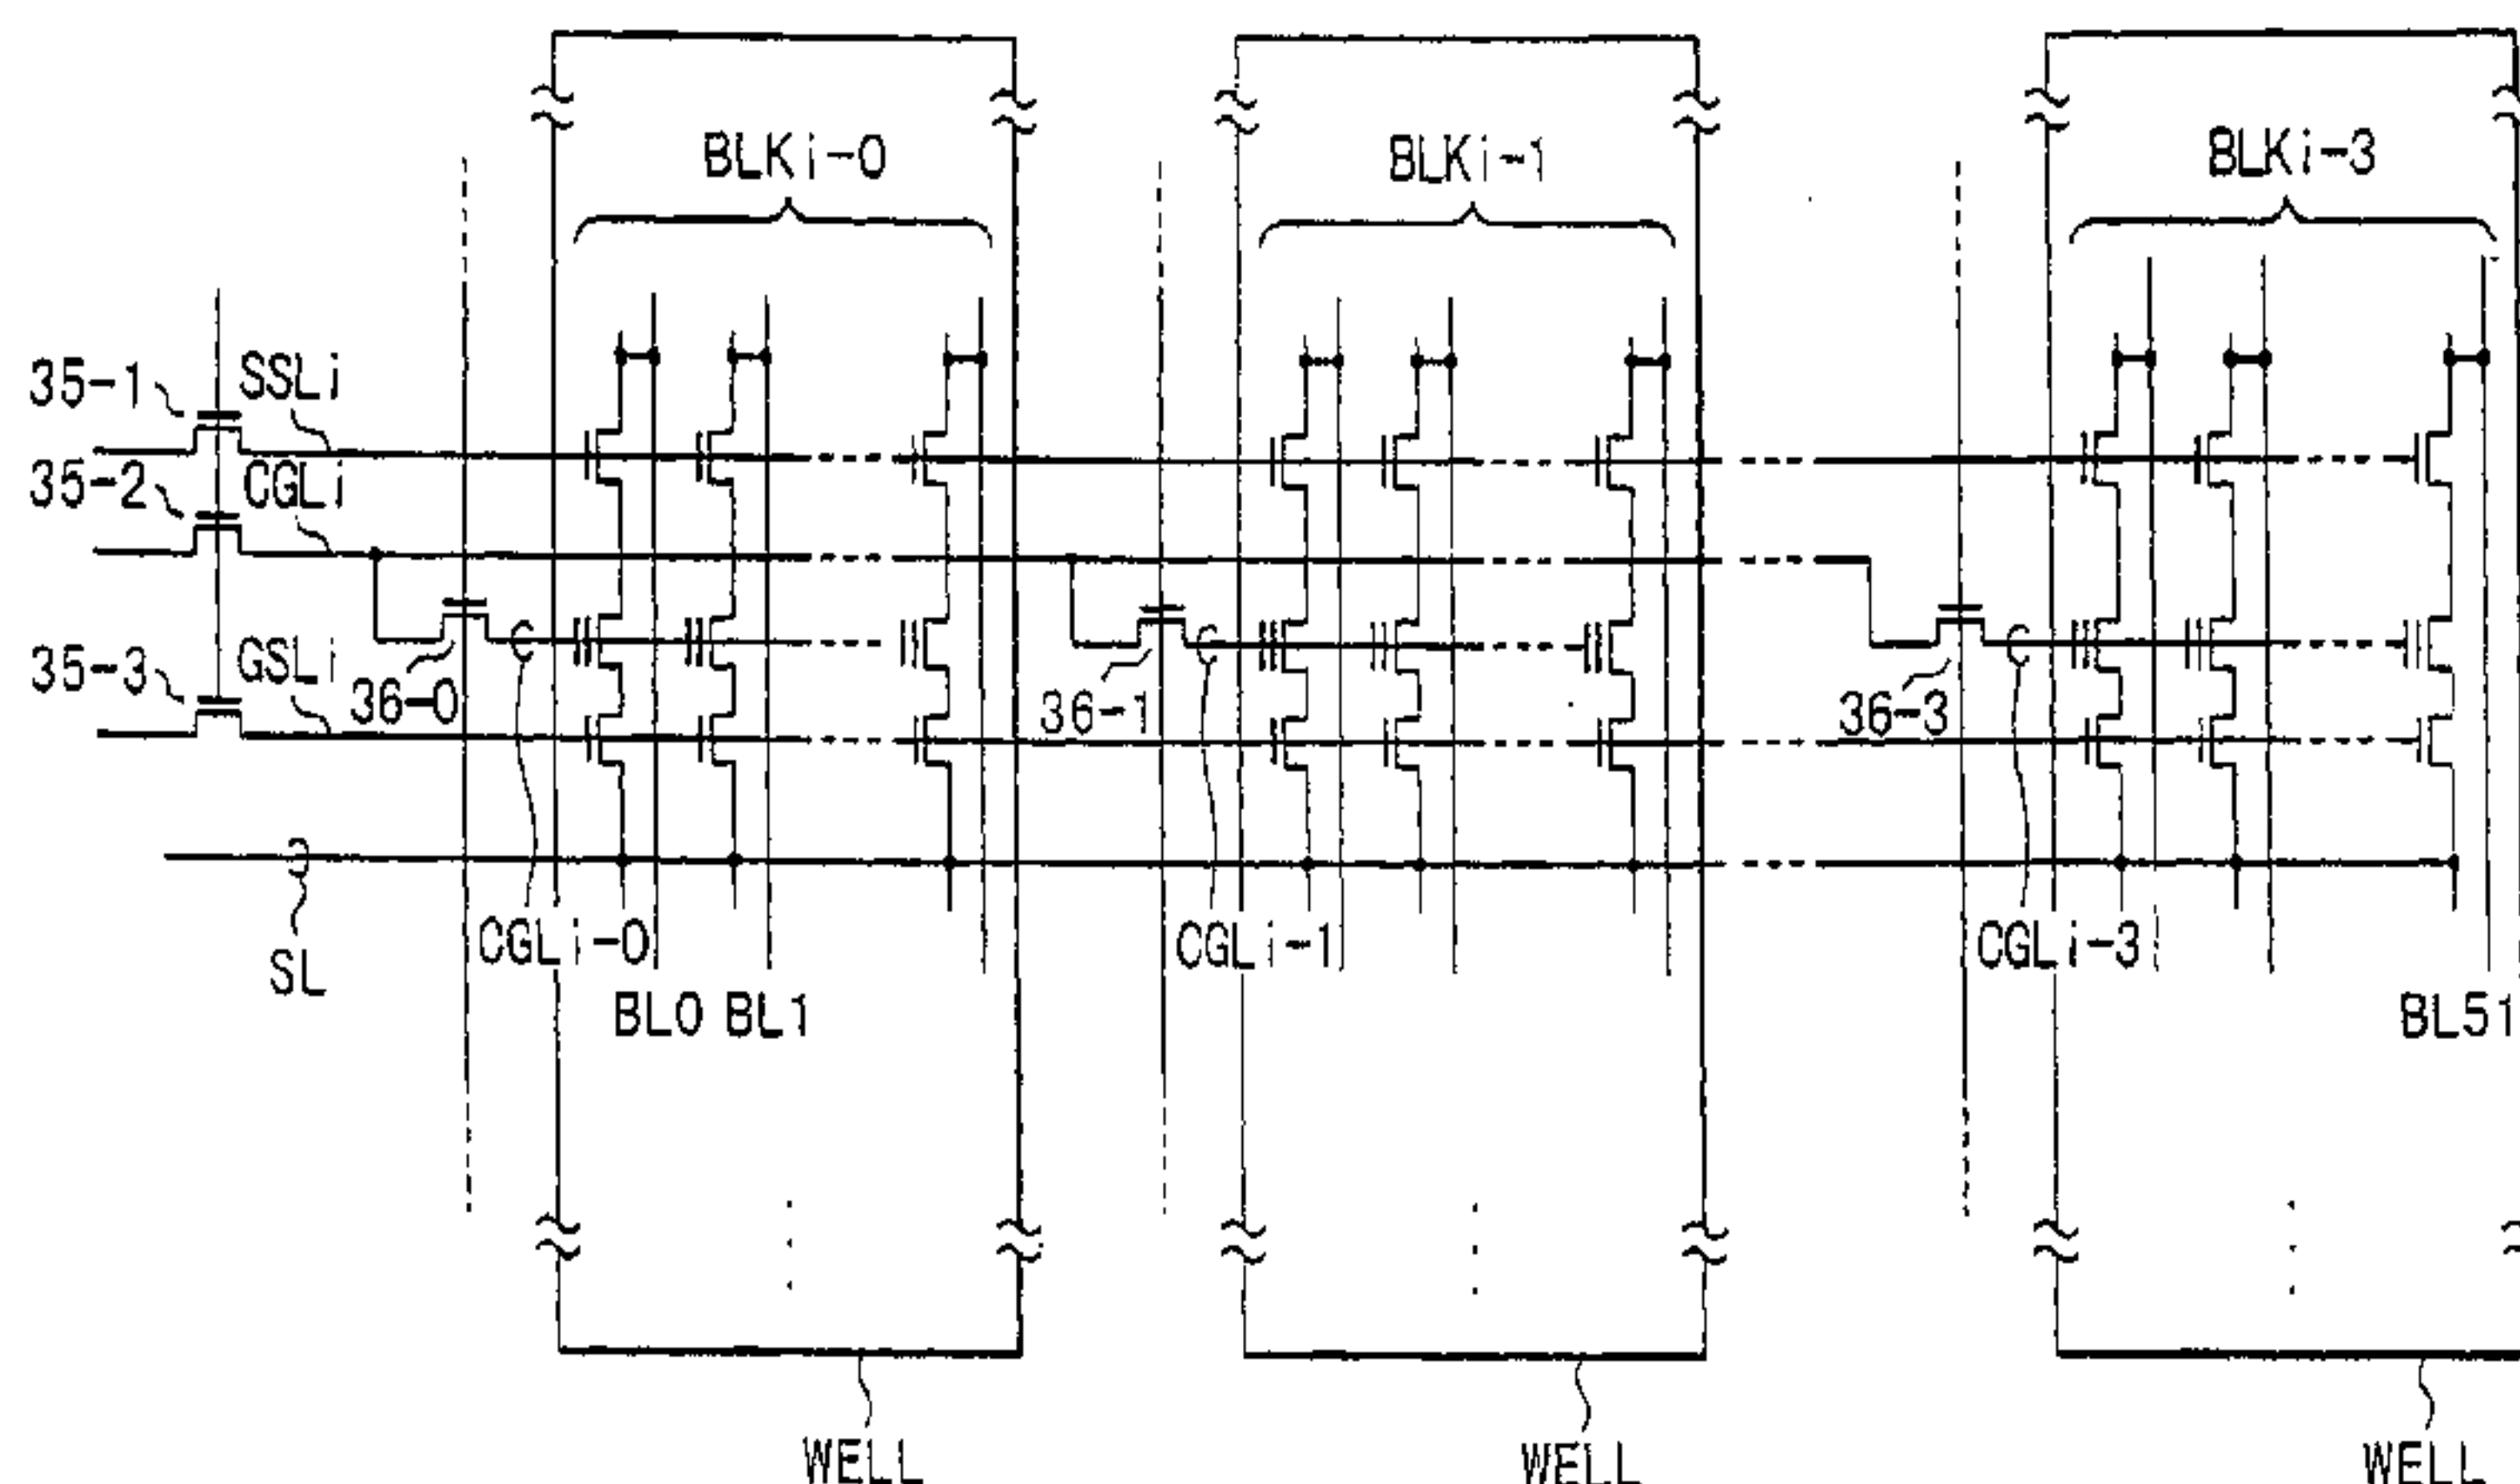 BLKi-0
BLKi-1
BLKi-3
35-1
SSLi
35-2
CGLi
35-3
GSLi
36-0
36-1
36-3
CGLi-0
CGLi-1
CGLi-3
SL
BL0 BL1
BL51
WELL
WELL
WELL